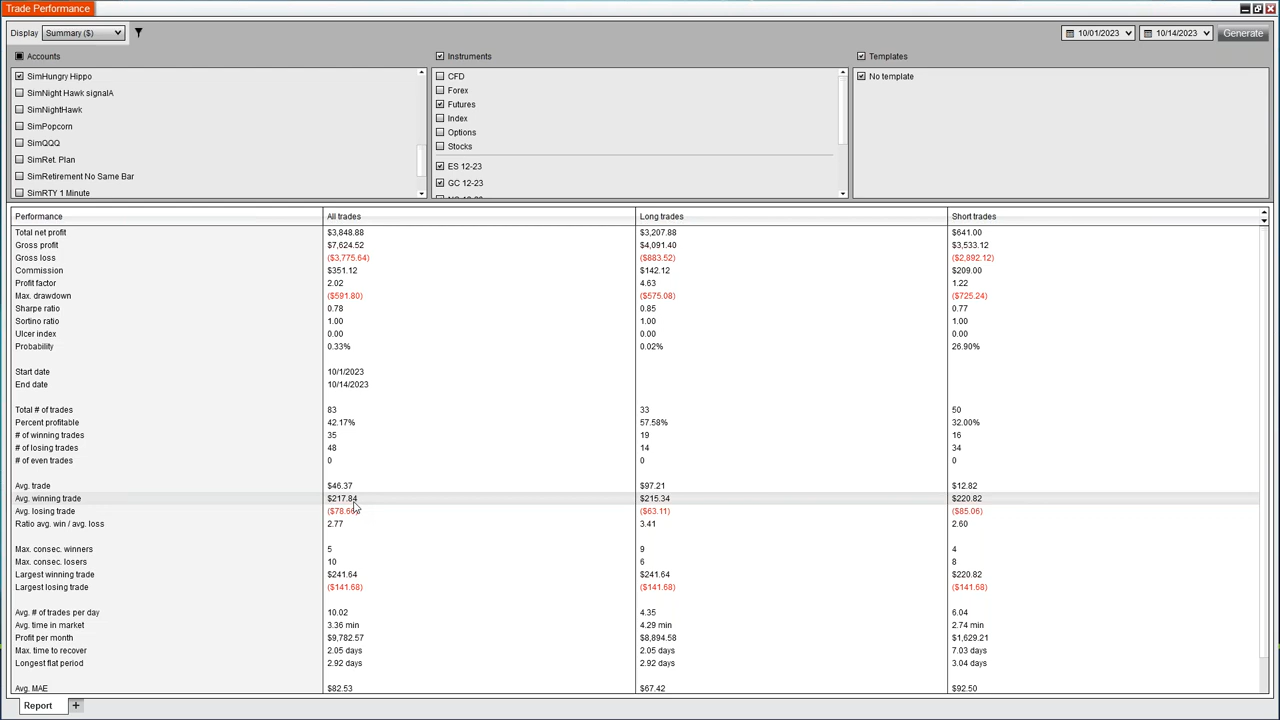 Trade Performance
Display Summary ($) 10/01/2023 10/14/2023 Generate
Accounts Instruments Templates
SimHungry Hippo CFD No template
SimNight Hawk signalA Forex
SimNightHawk Futures
SimPopcorn Index
SimQQQ Options
SimRet. Plan Stocks
SimRetirement No Same Bar ES 12-23
SimRTY 1 Minute GC 12-23
Performance All trades Long trades Short trades
Total net profit $3,848.88 $3,207.88 $641.00
Gross profit $7,624.52 $4,091.40 $3,533.12
Gross loss ($3,775.64) ($883.52) ($2,892.12)
Commission $351.12 $142.12 $209.00
Profit factor 2.02 4.63 1.22
Max. drawdown ($591.80) ($575.08) ($725.24)
Sharpe ratio 0.78 0.85 0.77
Sortino ratio 1.00 1.00 1.00
Ulcer index 0.00 0.00 0.00
Probability 0.33% 0.02% 26.90%
Start date 10/1/2023
End date 10/14/2023
Total # of trades 83 33 50
Percent profitable 42.17% 57.58% 32.00%
# of winning trades 35 19 16
# of losing trades 48 14 34
# of even trades 0 0 0
Avg. trade $46.37 $97.21 $12.82
Avg. winning trade $217.84 $215.34 $220.82
Avg. losing trade ($63.11) ($85.06)
Ratio avg. win / avg. loss 2.77 3.41 2.60
Max. consec. winners 5 9 4
Max. consec. losers 10 6 8
Largest winning trade $241.64 $241.64 $220.82
Largest losing trade ($141.68) ($141.68) ($141.68)
Avg. # of trades per day 10.02 4.35 6.04
Avg. time in market 3.36 min 4.29 min 2.74 min
Profit per month $9,782.57 $8,894.58 $1,629.21
Max. time to recover 2.05 days 2.05 days 7.03 days
Longest flat period 2.92 days 2.92 days 3.04 days
Avg. MAE $82.53 $67.42 $92.50
Report +